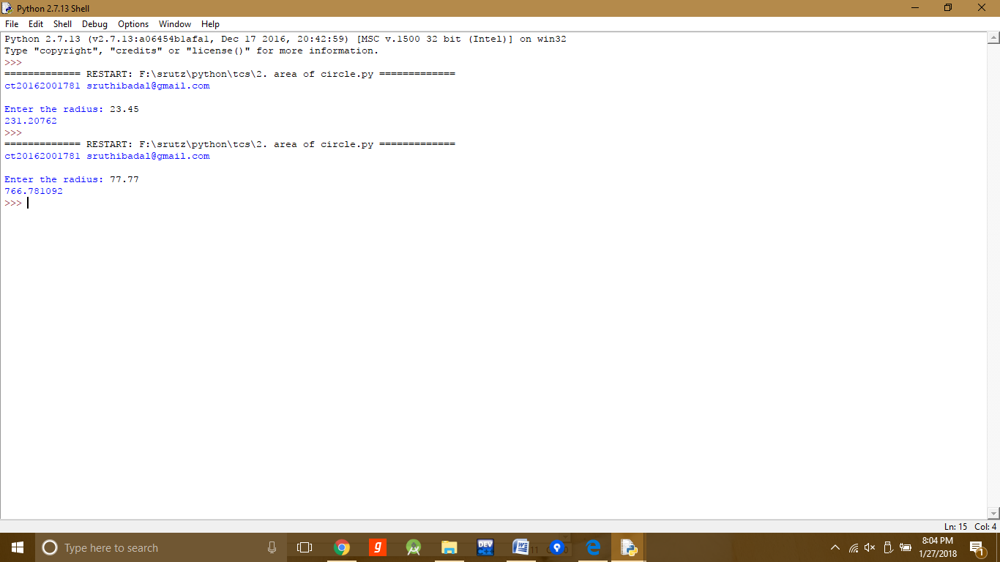 Python 2.7.13 Shell
File Edit Shell Debug Options Window Help
Python 2.7.13 (v2.7.13:a06454b1afa1, Dec 17 2016, 20:42:59) [MSC v.1500 32 bit (Intel)] on win32
Type "copyright", "credits" or "license()" for more information.
>>>
============= RESTART: F:\srutz\python\tcs\2. area of circle.py =============
ct20162001781 sruthibadal@gmail.com
Enter the radius: 23.45
231.20762
>>>
============= RESTART: F:\srutz\python\tcs\2. area of circle.py =============
ct20162001781 sruthibadal@gmail.com
Enter the radius: 77.77
766.781092
>>>
Ln: 15 Col: 4
Type here to search
g
DEV
W
e
8:04 PM
1/27/2018
1